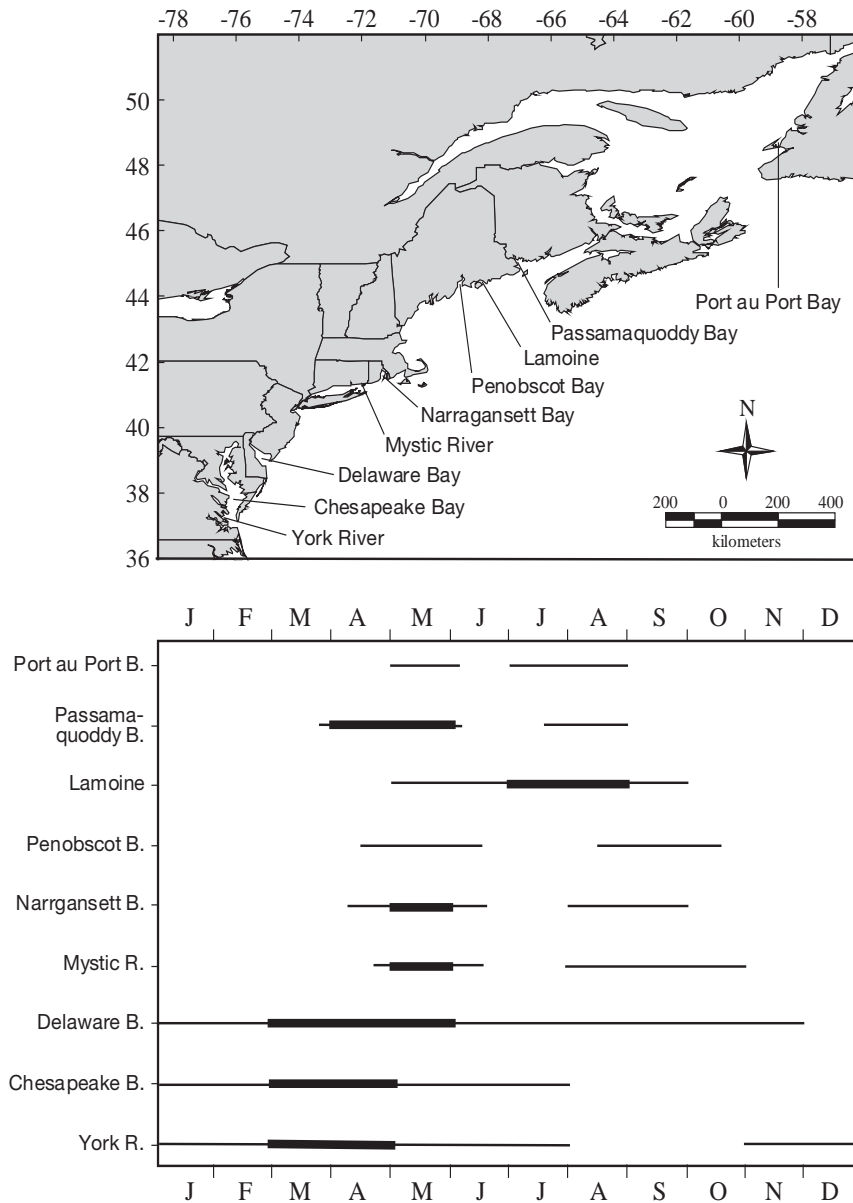 -78 -76 -74 -72 -70 -68 -66 -64 -62 -60 -58
50
48
46
44
42
40
38
36
Port au Port Bay
Passamaquoddy Bay
Lamoine
Penobscot Bay
Narragansett Bay
Mystic River
Delaware Bay
Chesapeake Bay
York River
N
200 0 200 400
kilometers
J F M A M J J A S O N D
Port au Port B.
Passama-
quoddy B.
Lamoine
Penobscot B.
Narrgansett B.
Mystic R.
Delaware B.
Chesapeake B.
York R.
J F M A M J J A S O N D